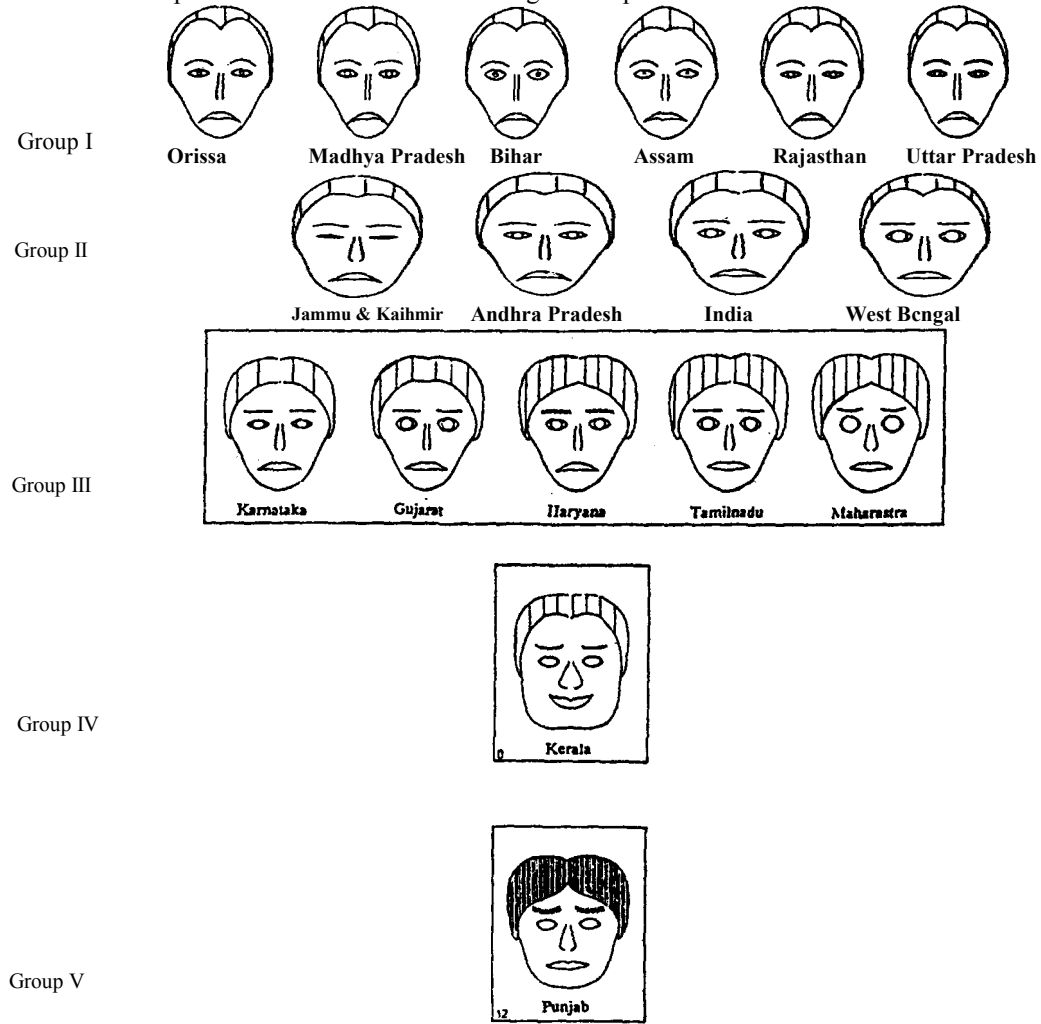 Group I
Orissa Madhya Pradesh Bihar Assam Rajasthan Uttar Pradesh
Group II
Jammu & Kaihmir Andhra Pradesh India West Bcngal
Group III
Karnataka Gujarat Haryana Tamilnadu Maharastra
Group IV
0 Kerala
Group V
12 Punjab